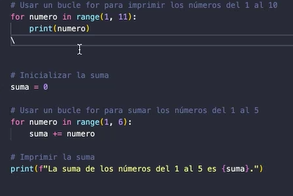 # Usar un bucle for para imprimir los números del 1 al 10
for numero in range(1, 11):
    print(numero)
\
# Inicializar la suma
suma = 0
# Usar un bucle for para sumar los números del 1 al 5
for numero in range(1, 6):
    suma += numero
# Imprimir la suma
print(f"La suma de los números del 1 al 5 es {suma}.")